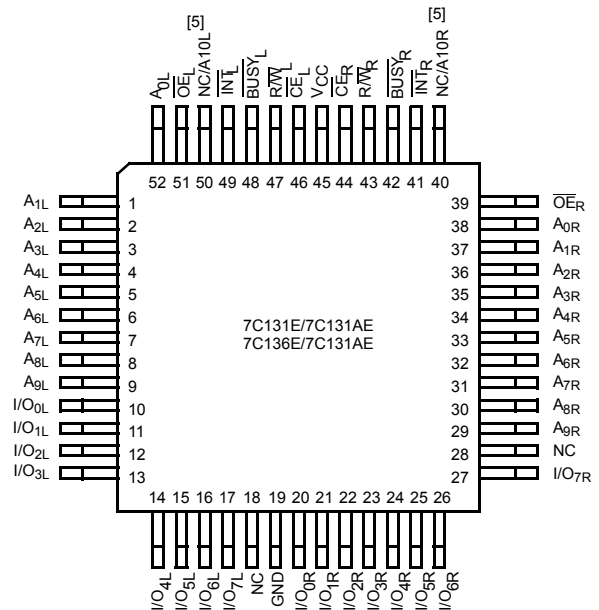 [5] [5]
A0L
OEL
NC/A10L
INTL
BUSYL
R/WL
CEL
VCC
CER
R/WR
BUSYR
INTR
NC/A10R
52 51 50 49 48 47 46 45 44 43 42 41 40
A1L 1
A2L 2
A3L 3
A4L 4
A5L 5
A6L 6
A7L 7
A8L 8
A9L 9
I/O0L 10
I/O1L 11
I/O2L 12
I/O3L 13
7C131E/7C131AE
7C136E/7C131AE
39 OER
38 A0R
37 A1R
36 A2R
35 A3R
34 A4R
33 A5R
32 A6R
31 A7R
30 A8R
29 A9R
28 NC
27 I/O7R
14 15 16 17 18 19 20 21 22 23 24 25 26
I/O4L
I/O5L
I/O6L
I/O7L
NC
GND
I/O0R
I/O1R
I/O2R
I/O3R
I/O4R
I/O5R
I/O6R